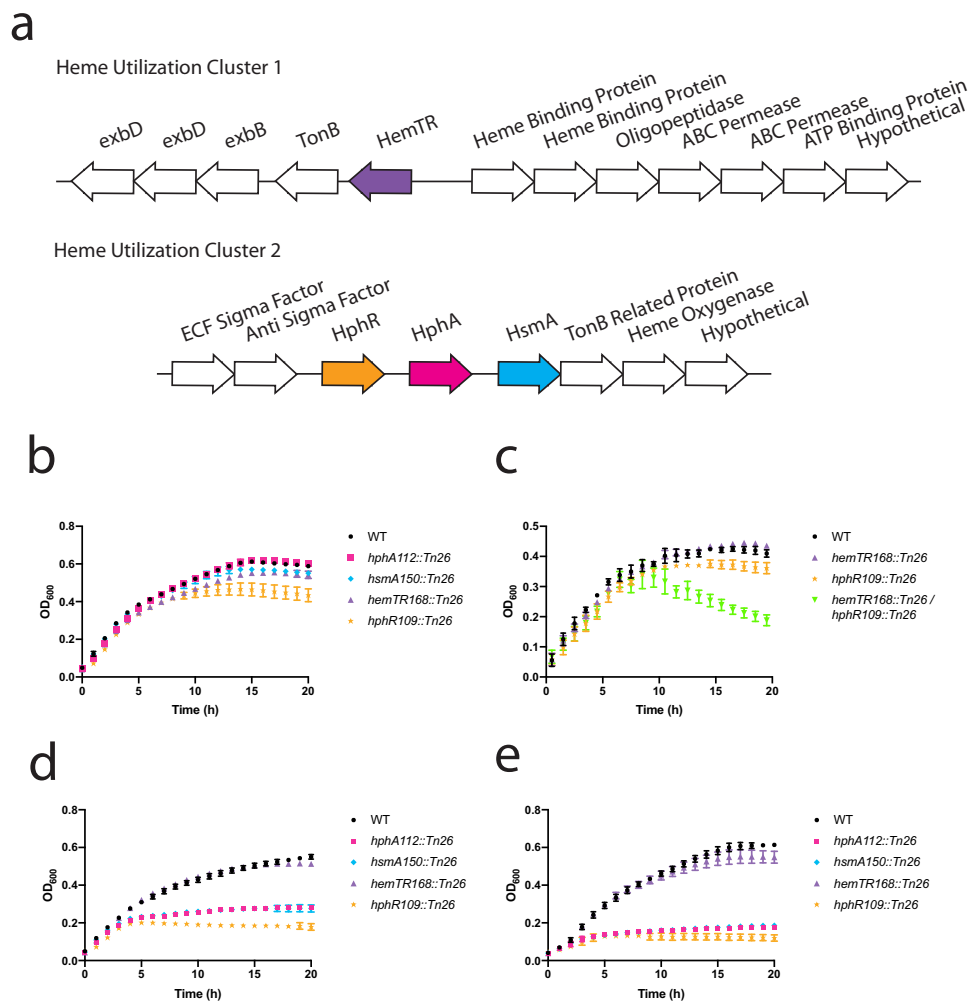 a
Heme Utilization Cluster 1
exbD
exbD
exbB
TonB
HemTR
Heme Binding Protein
Heme Binding Protein
Oligopeptidase
ABC Permease
ABC Permease
ATP Binding Protein
Hypothetical
Heme Utilization Cluster 2
ECF Sigma Factor
Anti Sigma Factor
HphR
HphA
HsmA
TonB Related Protein
Heme Oxygenase
Hypothetical
b
OD600
0.8
0.6
0.4
0.2
0.0
0 5 10 15 20
Time (h)
WT
hphA112::Tn26
hsmA150::Tn26
hemTR168::Tn26
hphR109::Tn26
c
OD600
0.5
0.4
0.3
0.2
0.1
0.0
0 5 10 15 20
Time (h)
WT
hemTR168::Tn26
hphR109::Tn26
hemTR168::Tn26 /
hphR109::Tn26
d
OD600
0.8
0.6
0.4
0.2
0.0
0 5 10 15 20
Time (h)
WT
hphA112::Tn26
hsmA150::Tn26
hemTR168::Tn26
hphR109::Tn26
e
OD600
0.8
0.6
0.4
0.2
0.0
0 5 10 15 20
Time (h)
WT
hphA112::Tn26
hsmA150::Tn26
hemTR168::Tn26
hphR109::Tn26